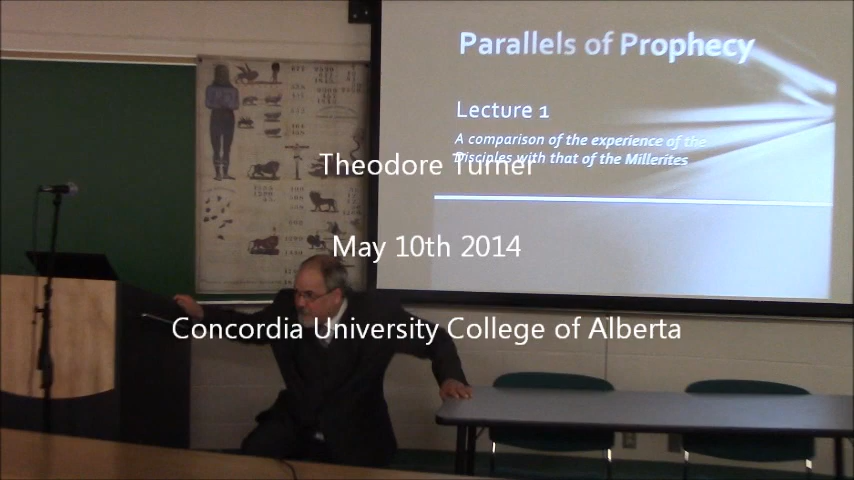 Parallels of Prophecy
Lecture 1
A comparison of the experience of the
Disciples with that of the Millerites
Theodore Turner
May 10th 2014
Concordia University College of Alberta